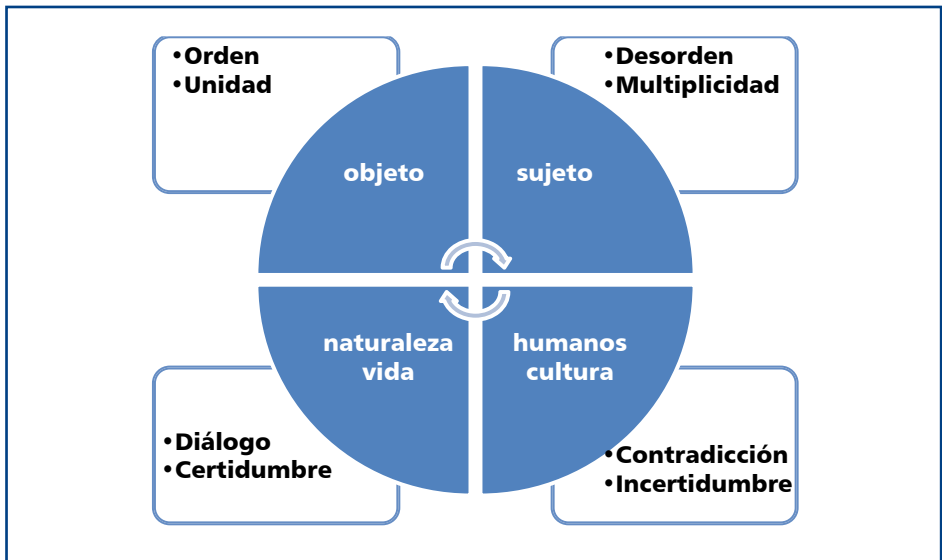 •Orden
•Unidad
•Desorden
•Multiplicidad
objeto
sujeto
naturaleza
vida
humanos
cultura
•Diálogo
•Certidumbre
•Contradicción
•Incertidumbre